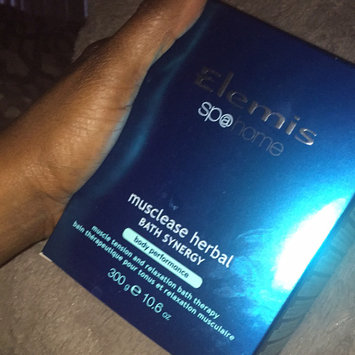 Elemis
sp@home
musclease herbal
BATH SYNERGY
body performance
muscle tension and relaxation bath therapy
bain thérapeutique pour tonus et relaxation musculaire
300g e 10.6 oz